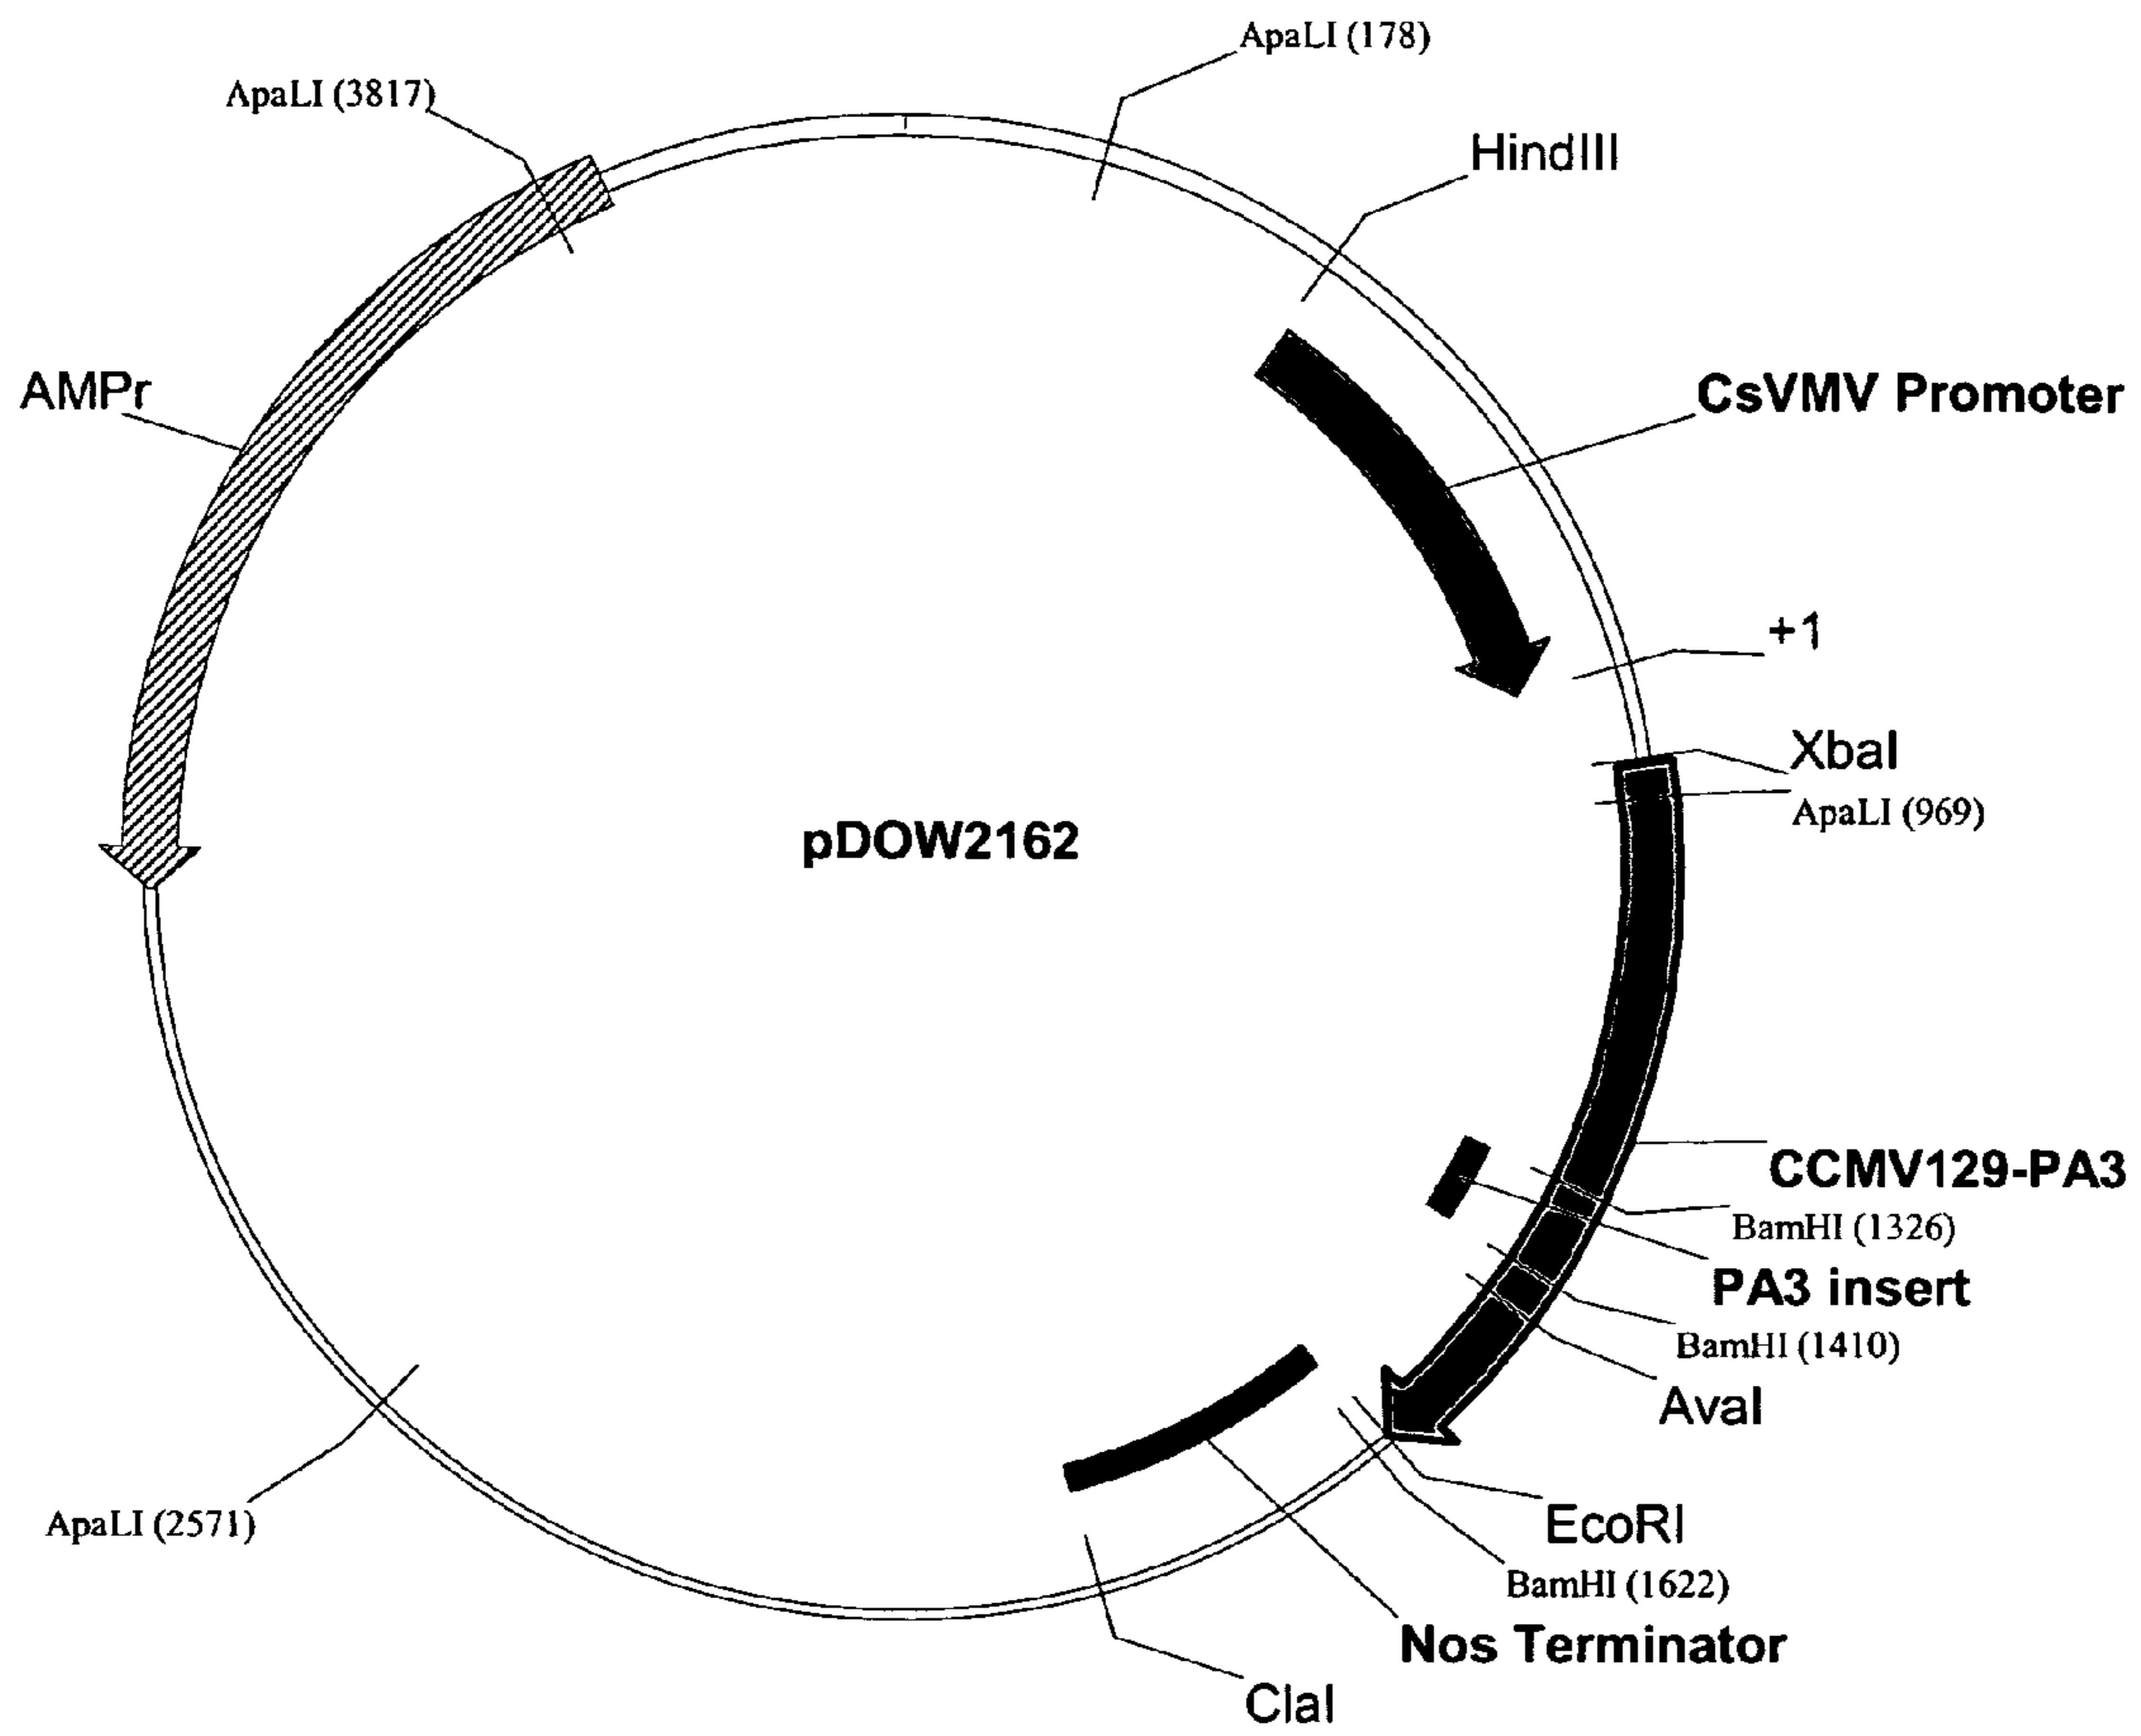 ApaLI (178)
ApaLI (3817)
HindIII
AMPr
CsVMV Promoter
+1
XbaI
ApaLI (969)
pDOW2162
CCMV129-PA3
BamHI (1326)
PA3 insert
BamHI (1410)
AvaI
EcoRI
ApaLI (2571)
BamHI (1622)
Nos Terminator
ClaI